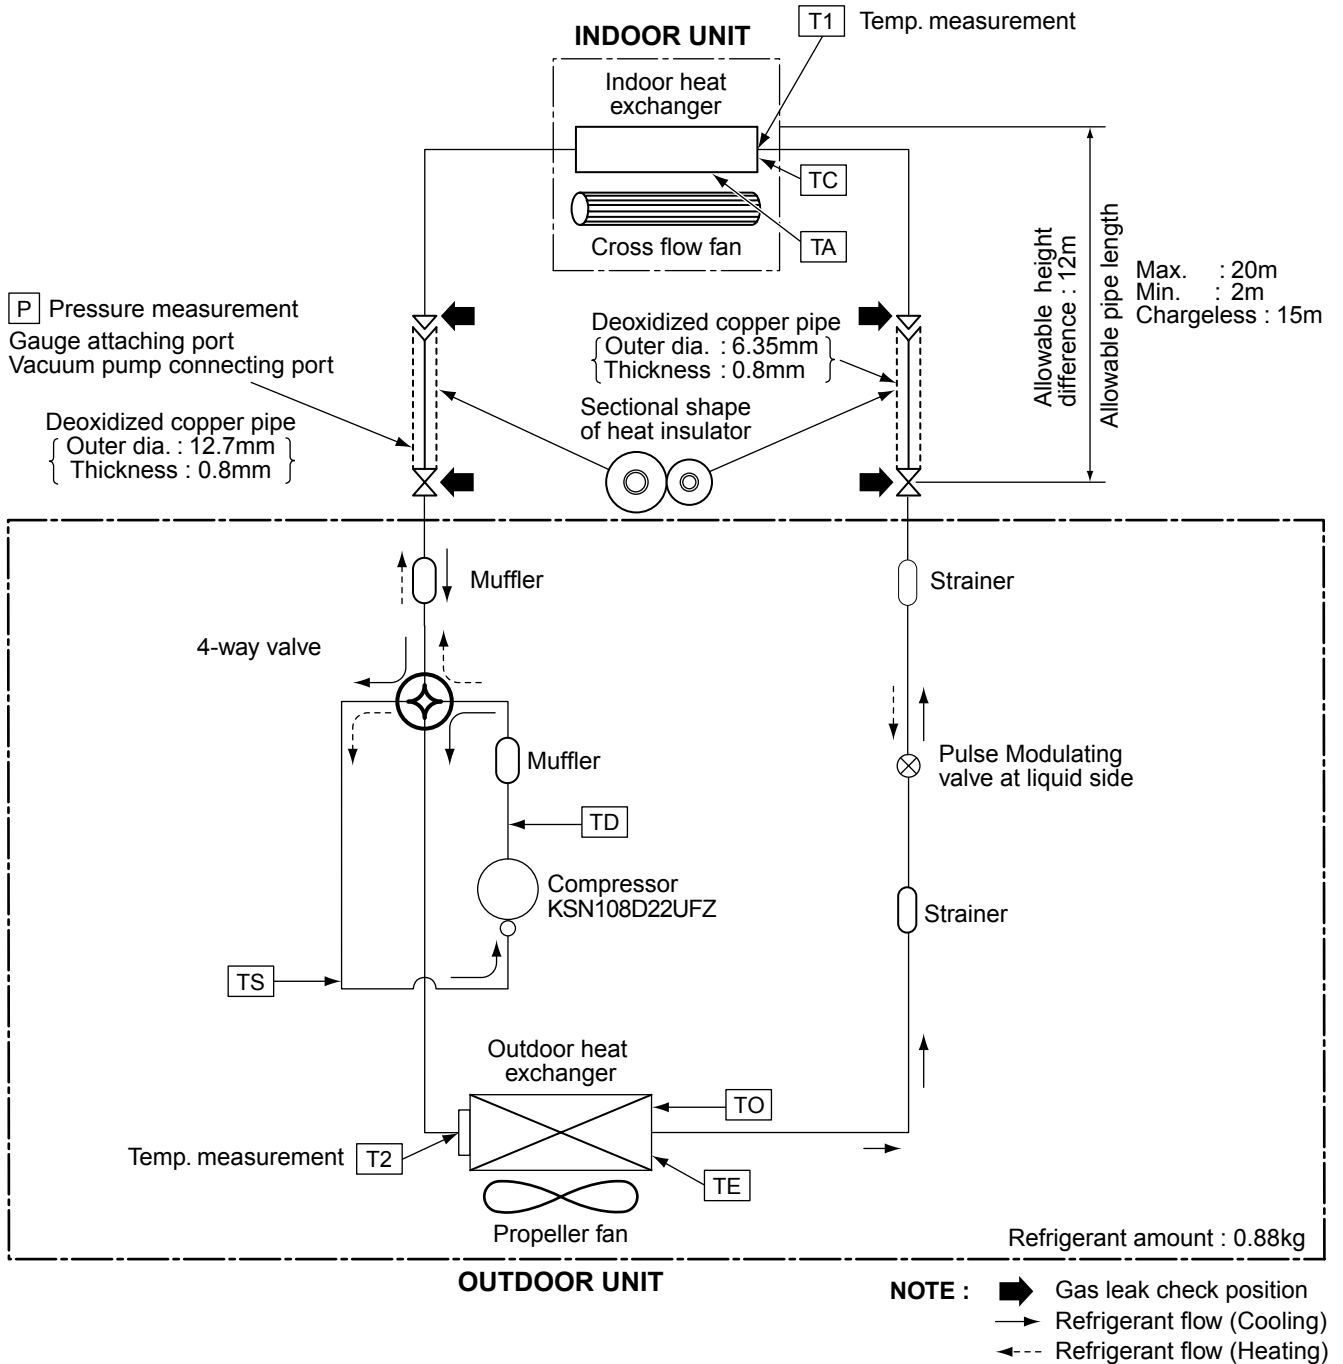 T1 Temp. measurement
INDOOR UNIT
Indoor heat
exchanger
TC
TA
Cross flow fan
Allowable height
difference : 12m
Allowable pipe length
Max. : 20m
Min. : 2m
Chargeless : 15m
P Pressure measurement
Gauge attaching port
Vacuum pump connecting port
Deoxidized copper pipe
Outer dia. : 12.7mm
Thickness : 0.8mm
Deoxidized copper pipe
Outer dia. : 6.35mm
Thickness : 0.8mm
Sectional shape
of heat insulator
Muffler
Strainer
4-way valve
Muffler
Pulse Modulating
valve at liquid side
TD
Compressor
KSN108D22UFZ
Strainer
TS
Outdoor heat
exchanger
TO
Temp. measurement T2
TE
Propeller fan
Refrigerant amount : 0.88kg
OUTDOOR UNIT
NOTE : Gas leak check position
Refrigerant flow (Cooling)
Refrigerant flow (Heating)